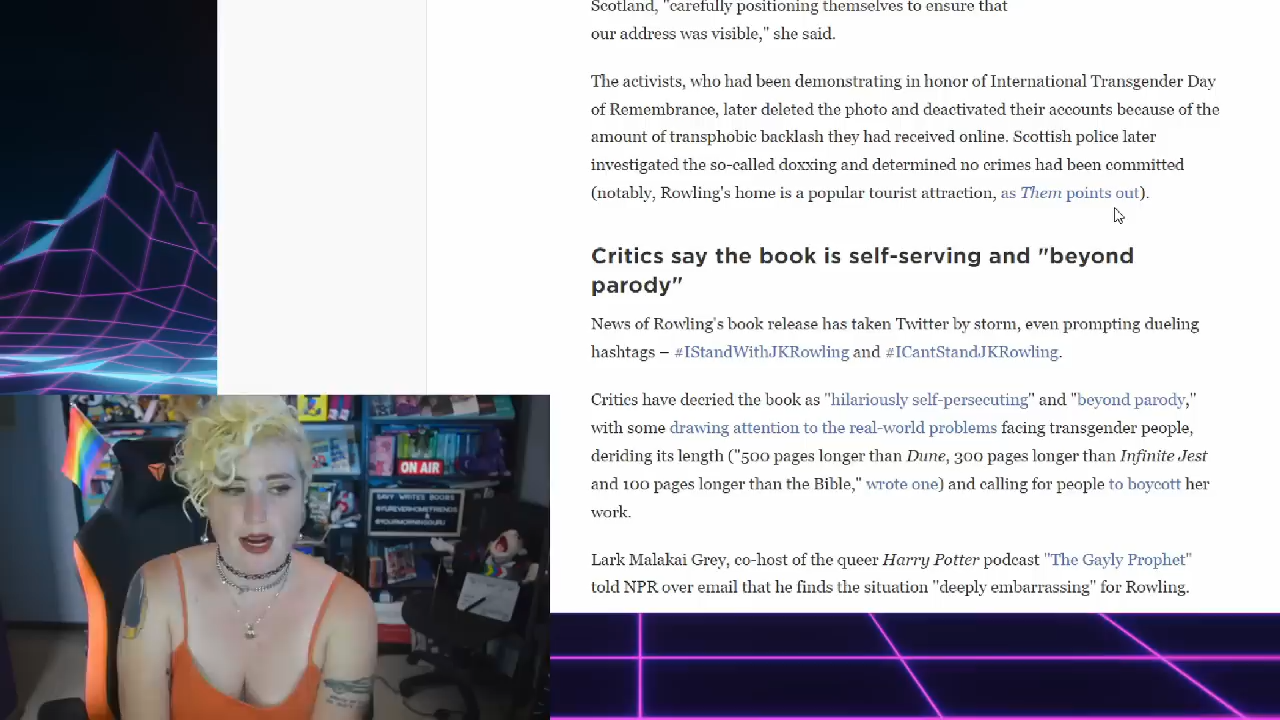 Scotland, "carefully positioning themselves to ensure that
our address was visible," she said.
The activists, who had been demonstrating in honor of International Transgender Day
of Remembrance, later deleted the photo and deactivated their accounts because of the
amount of transphobic backlash they had received online. Scottish police later
investigated the so-called doxxing and determined no crimes had been committed
(notably, Rowling's home is a popular tourist attraction, as Them points out).
Critics say the book is self-serving and "beyond
parody"
News of Rowling's book release has taken Twitter by storm, even prompting dueling
hashtags – #IStandWithJKRowling and #ICantStandJKRowling.
Critics have decried the book as "hilariously self-persecuting" and "beyond parody,"
with some drawing attention to the real-world problems facing transgender people,
deriding its length ("500 pages longer than Dune, 300 pages longer than Infinite Jest
and 100 pages longer than the Bible," wrote one) and calling for people to boycott her
work.
Lark Malakai Grey, co-host of the queer Harry Potter podcast "The Gayly Prophet"
told NPR over email that he finds the situation "deeply embarrassing" for Rowling.
ON AIR
SAVY WRITES BOOKS
@FUREVERHOMEFRIENDS
&
@YOURMORNINGGURU